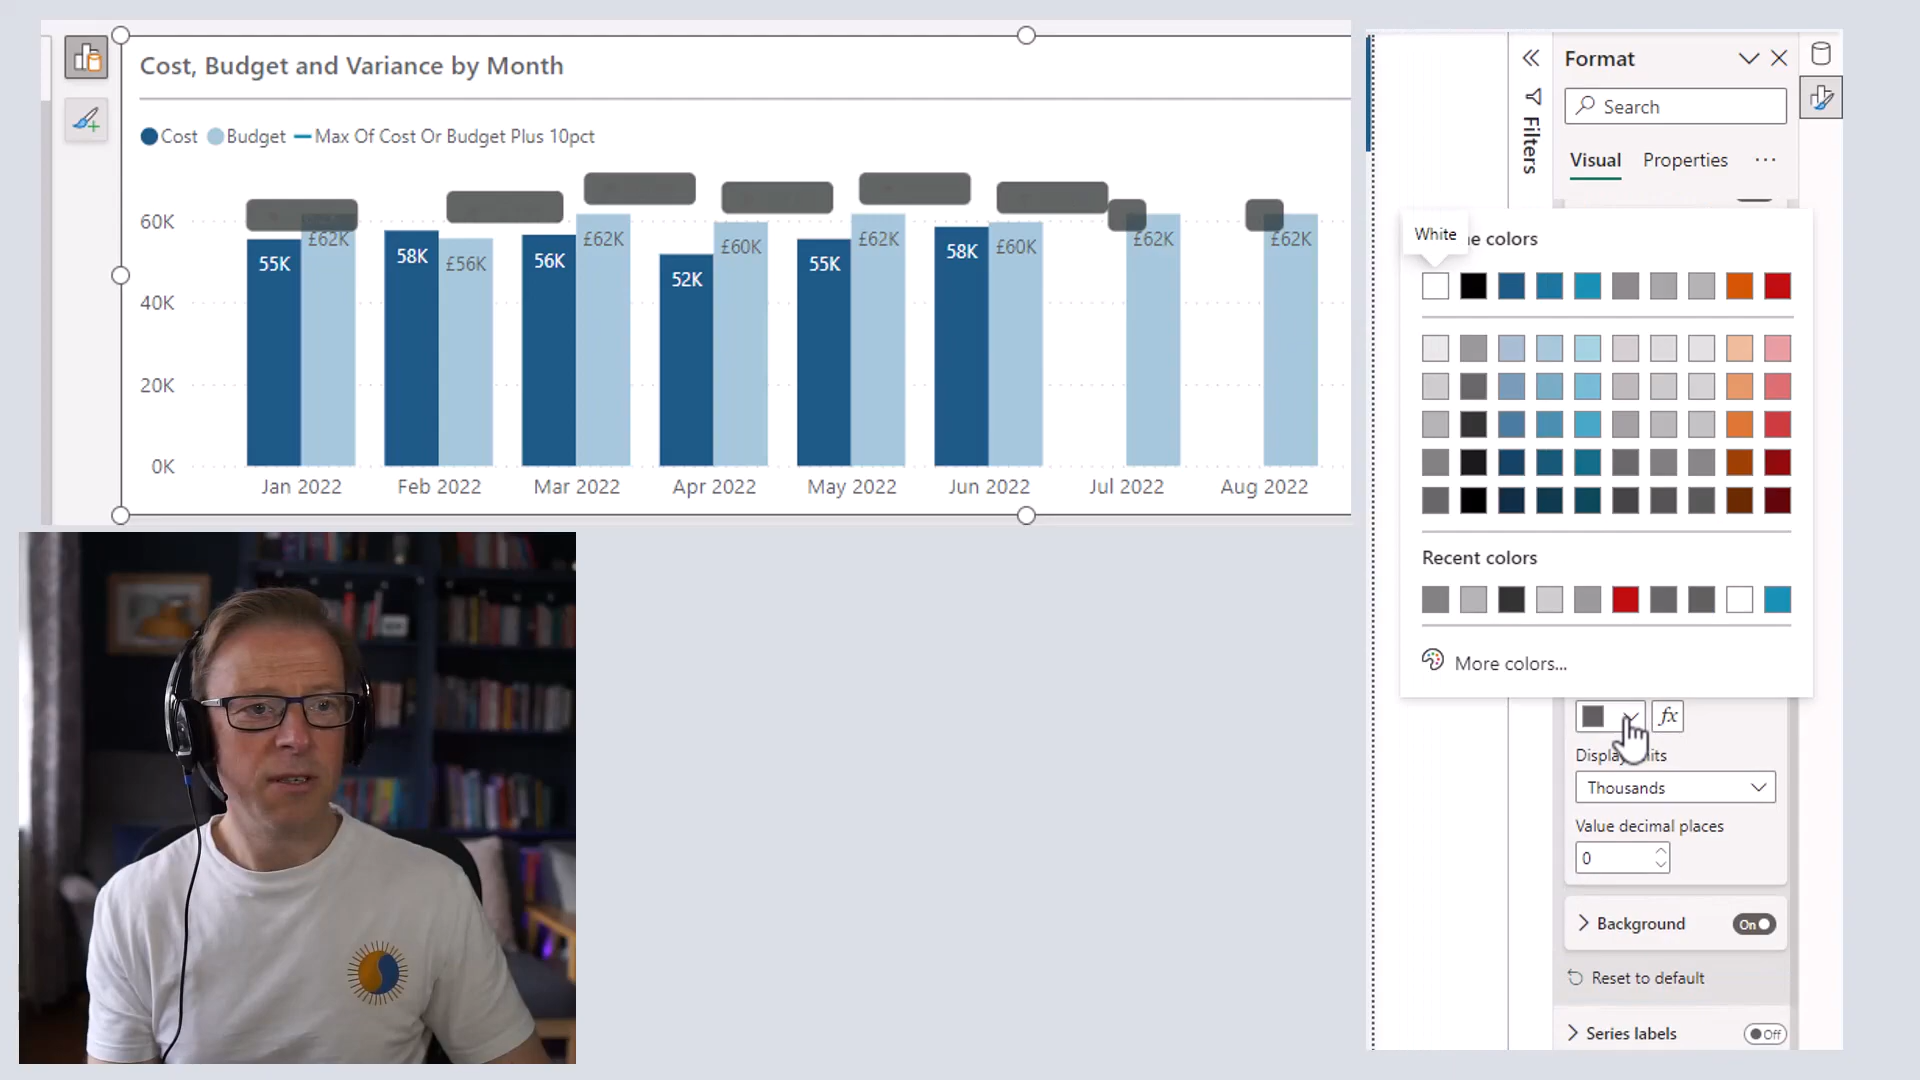 Cost, Budget and Variance by Month
Cost Budget Max Of Cost Or Budget Plus 10pct
60K
40K
20K
0K
55K £62K 58K £56K 56K £62K 52K £60K 55K £62K 58K £60K £62K £62K
Jan 2022 Feb 2022 Mar 2022 Apr 2022 May 2022 Jun 2022 Jul 2022 Aug 2022
Filters
Format
Search
Visual Properties
White
colors
Recent colors
More colors...
fx
Thousands
Value decimal places
0
Background On
Reset to default
Series labels Off